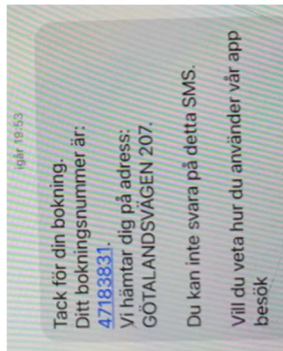 igår 19:53
Tack för din bokning.
Ditt bokningsnummer är:
47183831.
Vi hämtar dig på adress:
GÖTALANDSVÄGEN 207.
Du kan inte svara på detta SMS.
Vill du veta hur du använder vår app
besök